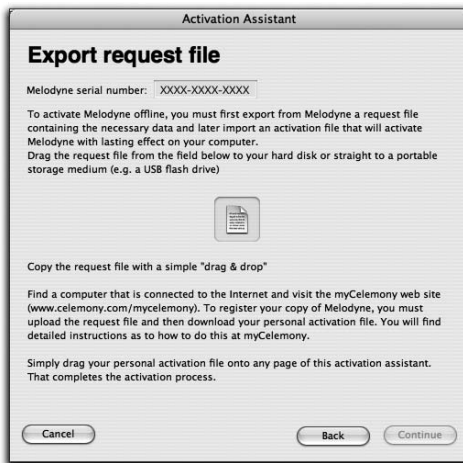 Activation Assistant
Export request file
Melodyne serial number: XXXX-XXXX-XXXX
To activate Melodyne offline, you must first export from Melodyne a request file
containing the necessary data and later import an activation file that will activate
Melodyne with lasting effect on your computer.
Drag the request file from the field below to your hard disk or straight to a portable
storage medium (e.g. a USB flash drive)
Copy the request file with a simple "drag & drop"
Find a computer that is connected to the Internet and visit the myCelemony web site
(www.celemony.com/mycelemony). To register your copy of Melodyne, you must
upload the request file and then download your personal activation file. You will find
detailed instructions as to how to do this at myCelemony.
Simply drag your personal activation file onto any page of this activation assistant.
That completes the activation process.
Cancel Back Continue